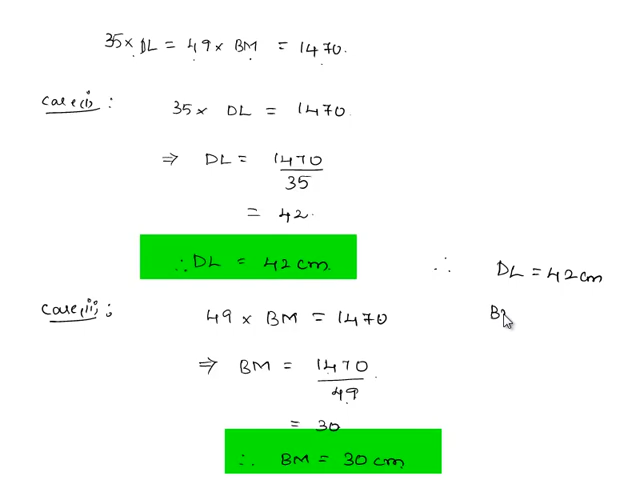 35 × DL = 49 × BM = 1470.
Case(i) : 35 × DL = 1470.
⇒ DL = 1470
35
= 42.
∴ DL = 42 cm
∴ DL = 42 cm
Case(ii) : 49 × BM = 1470
B
⇒ BM = 1470
49
= 30
∴ BM = 30 cm